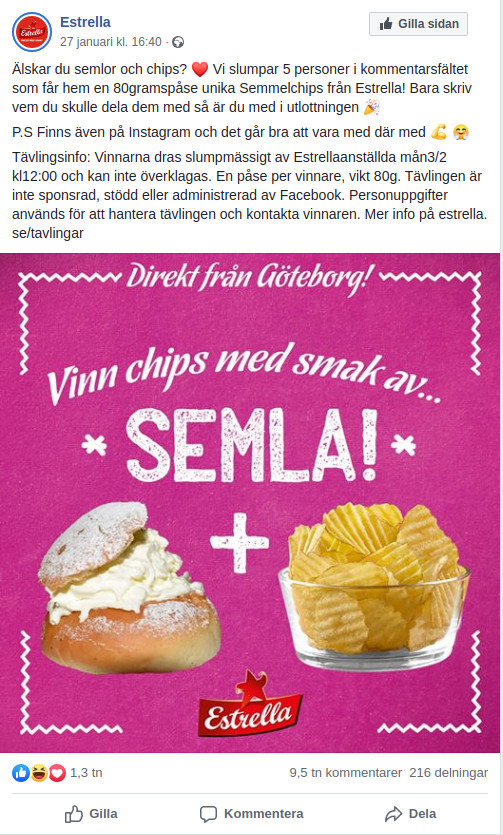 Estrella
Estrella
Gilla sidan
27 januari kl. 16:40 ·
Älskar du semlor och chips? ❤️ Vi slumpar 5 personer i kommentarsfältet
som får hem en 80gramspåse unika Semmelchips från Estrella! Bara skriv
vem du skulle dela dem med så är du med i utlottningen 🎉
P.S Finns även på Instagram och det går bra att vara med där med 💪 😊
Tävlingsinfo: Vinnarna dras slumpmässigt av Estrellaanställda mån3/2
kl12:00 och kan inte överklagas. En påse per vinnare, vikt 80g. Tävlingen är
inte sponsrad, stödd eller administrerad av Facebook. Personuppgifter
används för att hantera tävlingen och kontakta vinnaren. Mer info på estrella.
se/tavlingar
Direkt från Göteborg!
Vinn chips med smak av...
* SEMLA! *
+
Estrella
1,3 tn
9,5 tn kommentarer 216 delningar
Gilla
Kommentera
Dela